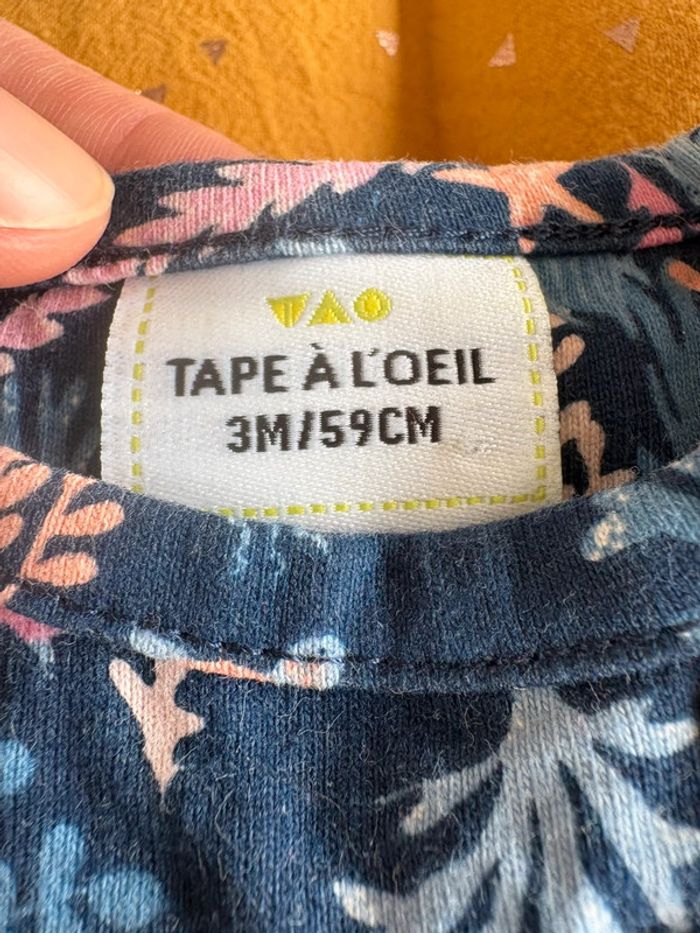 TAO
TAPE À L'OEIL
3M/59CM